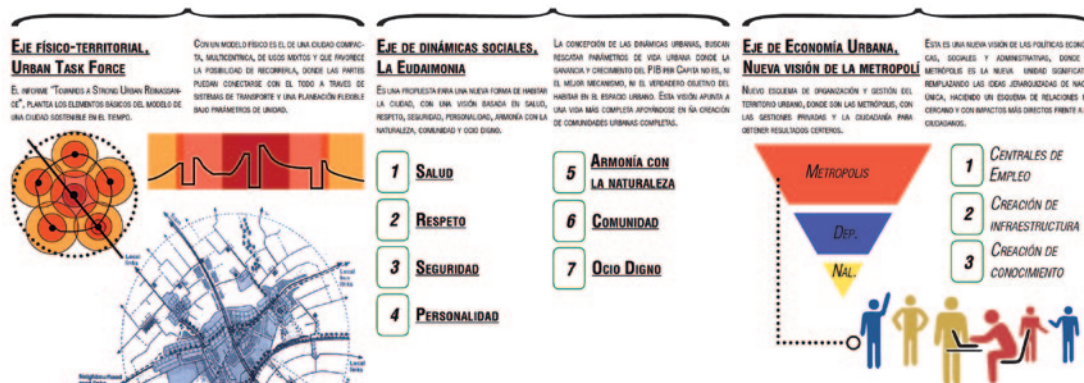 EJE FÍSICO-TERRITORIAL,
URBAN TASK FORCE
EL INFORME "TOWARDS A STRONG URBAN RENAISSAN-
CE", PLANTEA LOS ELEMENTOS BÁSICOS DEL MODELO DE
UNA CIUDAD SOSTENIBLE EN EL TIEMPO.
CON UN MODELO FÍSICO ES EL DE UNA CIUDAD COMPAC-
TA, MULTICENTRICA, DE USOS MIXTOS Y QUE FAVORECE
LA POSIBILIDAD DE RECORRERLA, DONDE LAS PARTES
PUEDAN CONECTARSE CON EL TODO A TRAVES DE
SISTEMAS DE TRANSPORTE Y UNA PLANEACIÓN FLEXIBLE
BAJO PARÁMETROS DE UNIDAD.
Local
links
Local
bus
links
Local
links
EJE DE DINÁMICAS SOCIALES,
LA EUDAIMONIA
ES UNA PROPUESTA PARA UNA NUEVA FORMA DE HABITAR
LA CIUDAD, CON UNA VISIÓN BASADA EN SALUD,
RESPETO, SEGURIDAD, PERSONALIDAD, ARMONÍA CON LA
NATURALEZA, COMUNIDAD Y OCIO DIGNO.
LA CONCEPCIÓN DE LAS DINÁMICAS URBANAS, BUSCAN
RESCATAR PARÁMETROS DE VIDA URBANA DONDE LA
GANANCIA Y CRECIMIENTO DEL PIB PER CAPITA NO ES, NI
EL MEJOR MECANISMO, NI EL VERDADERO OBJETIVO DEL
HABITAR EN EL ESPACIO URBANO. ESTA VISIÓN APUNTA A
UNA VIDA MÁS COMPLETA APOYÁNDOSE EN ÑA CREACIÓN
DE COMUNIDADES URBANAS COMPLETAS.
1 SALUD
2 RESPETO
3 SEGURIDAD
4 PERSONALIDAD
5 ARMONÍA CON
LA NATURALEZA
6 COMUNIDAD
7 OCIO DIGNO
EJE DE ECONOMÍA URBANA,
NUEVA VISIÓN DE LA METROPOLÍ
NUEVO ESQUEMA DE ORGANIZACIÓN Y GESTIÓN DEL
TERRITORIO URBANO, DONDE SON LAS METRÓPOLIS, CON
LAS GESTIONES PRIVADAS Y LA CIUDADANÍA PARA
OBTENER RESULTADOS CERTEROS.
ESTA ES UNA NUEVA VISIÓN DE LAS POLÍTICAS ECONO
CAS, SOCIALES Y ADMINISTRATIVAS, DONDE
METRÓPOLIS ES LA NUEVA UNIDAD SIGNIFICAT
REMPLAZANDO LAS IDEAS JERARQUIZADAS DE NAC
ÚNICA, HACIENDO UN ESQUEMA DE RELACIONES
CERCANO Y CON IMPACTOS MÁS DIRECTOS FRENTE
CIUDADANOS.
METROPOLIS
DEP.
NAL.
1 CENTRALES DE
EMPLEO
2 CREACIÓN DE
INFRAESTRUCTURA
3 CREACIÓN DE
CONOCIMIENTO